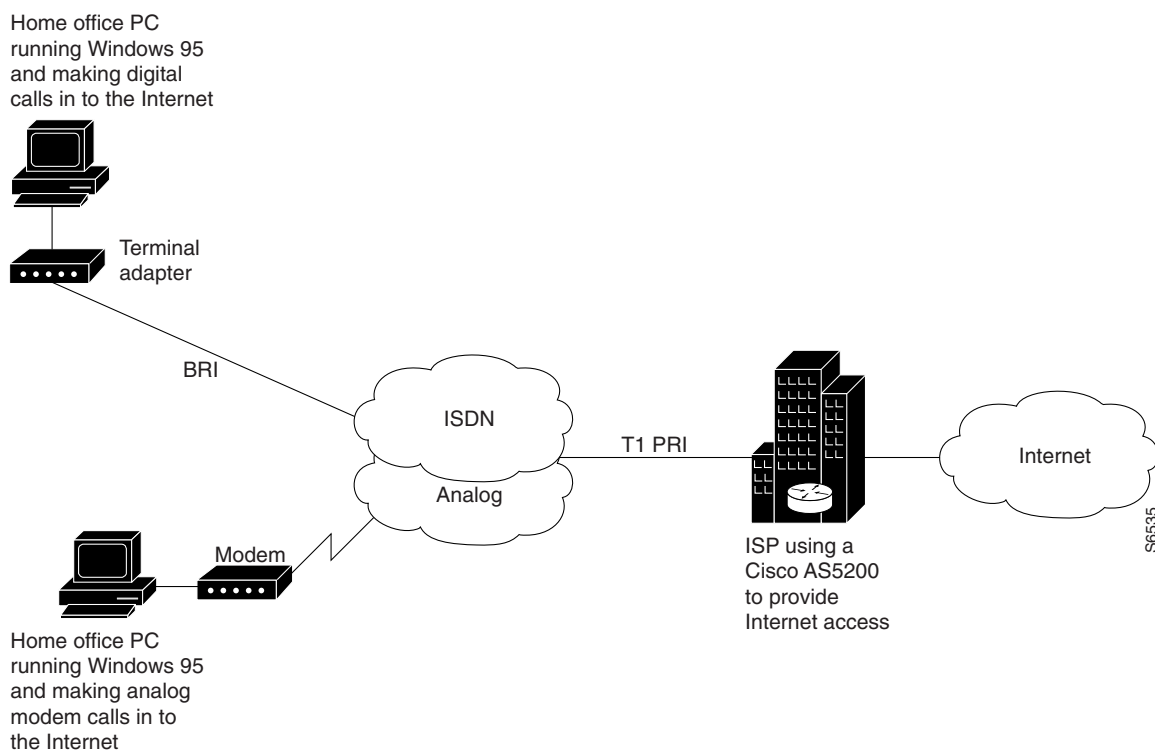 Home office PC
running Windows 95
and making digital
calls in to the Internet
Terminal
adapter
BRI
ISDN
T1 PRI
Internet
Analog
S6535
Modem
ISP using a
Cisco AS5200
to provide
Internet access
Home office PC
running Windows 95
and making analog
modem calls in to
the Internet